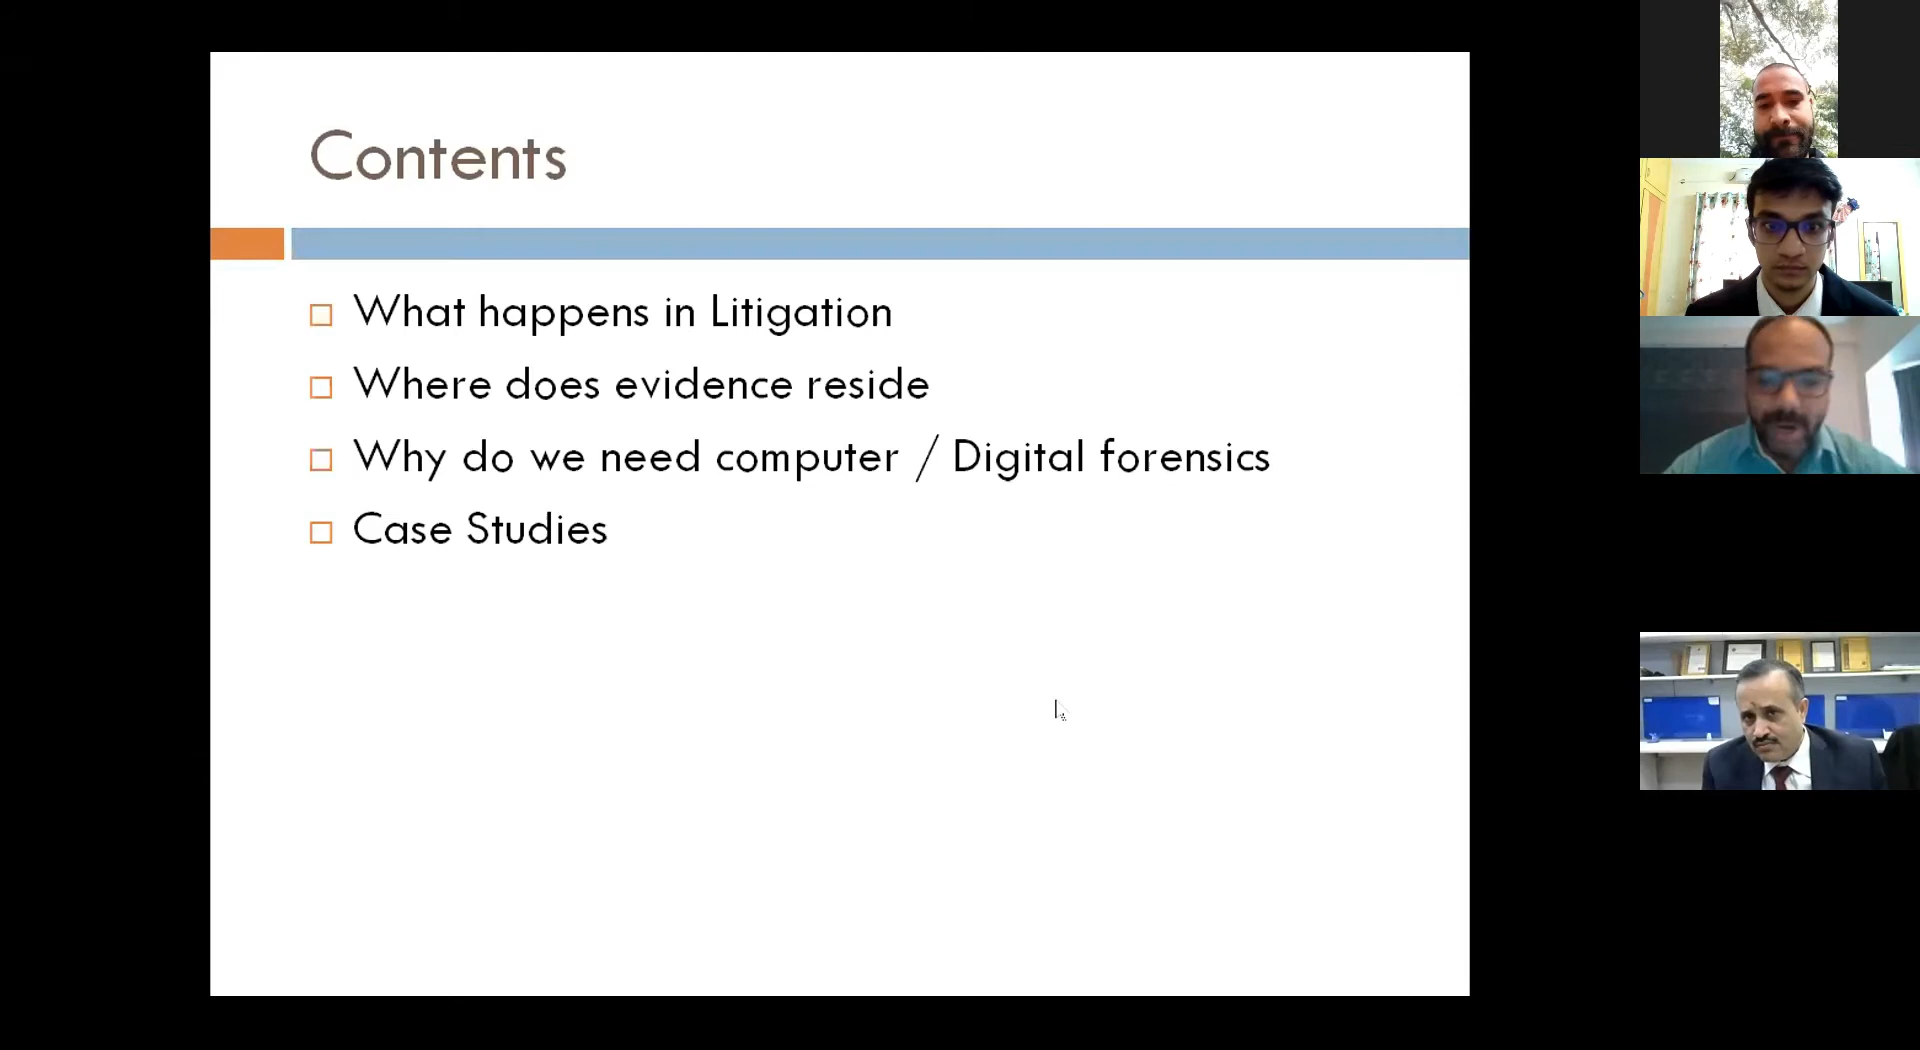 Contents
What happens in Litigation
Where does evidence reside
Why do we need computer / Digital forensics
Case Studies